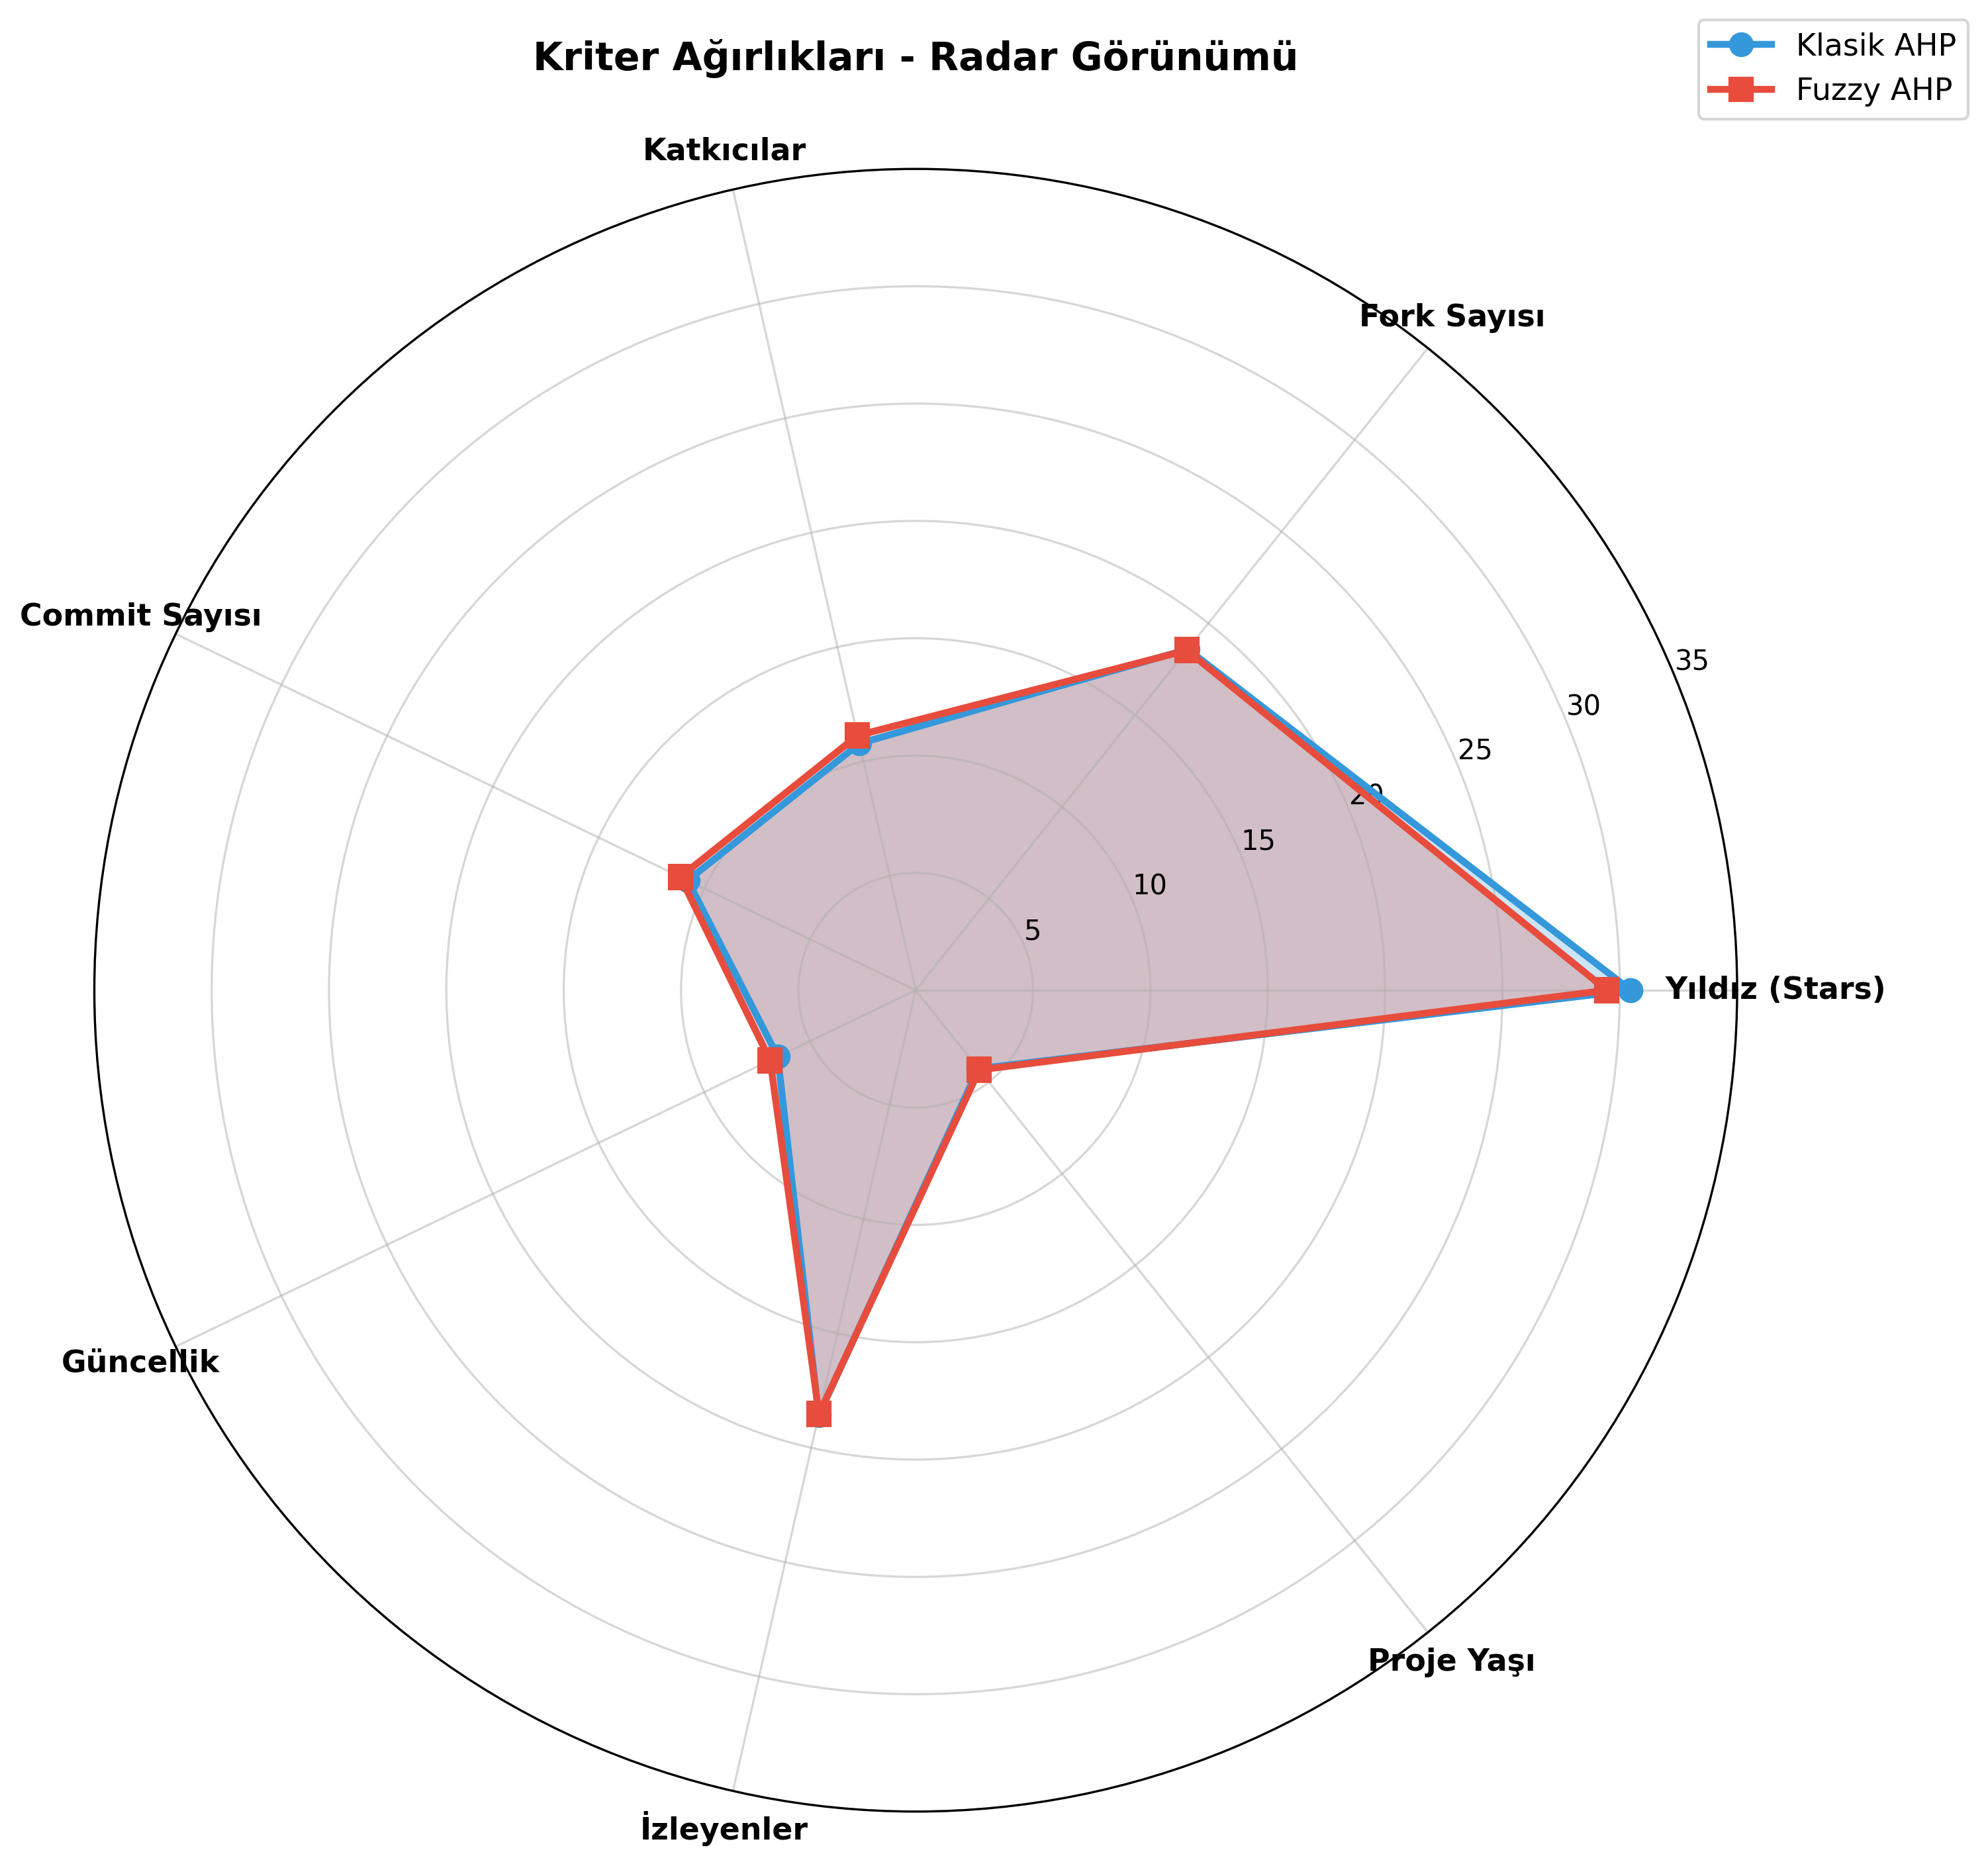 Kriter Ağırlıkları - Radar Görünümü
Klasik AHP
Fuzzy AHP
Katkıcılar
Fork Sayısı
Commit Sayısı
35
30
25
20
15
10
5
Yıldız (Stars)
Güncellik
Proje Yaşı
İzleyenler